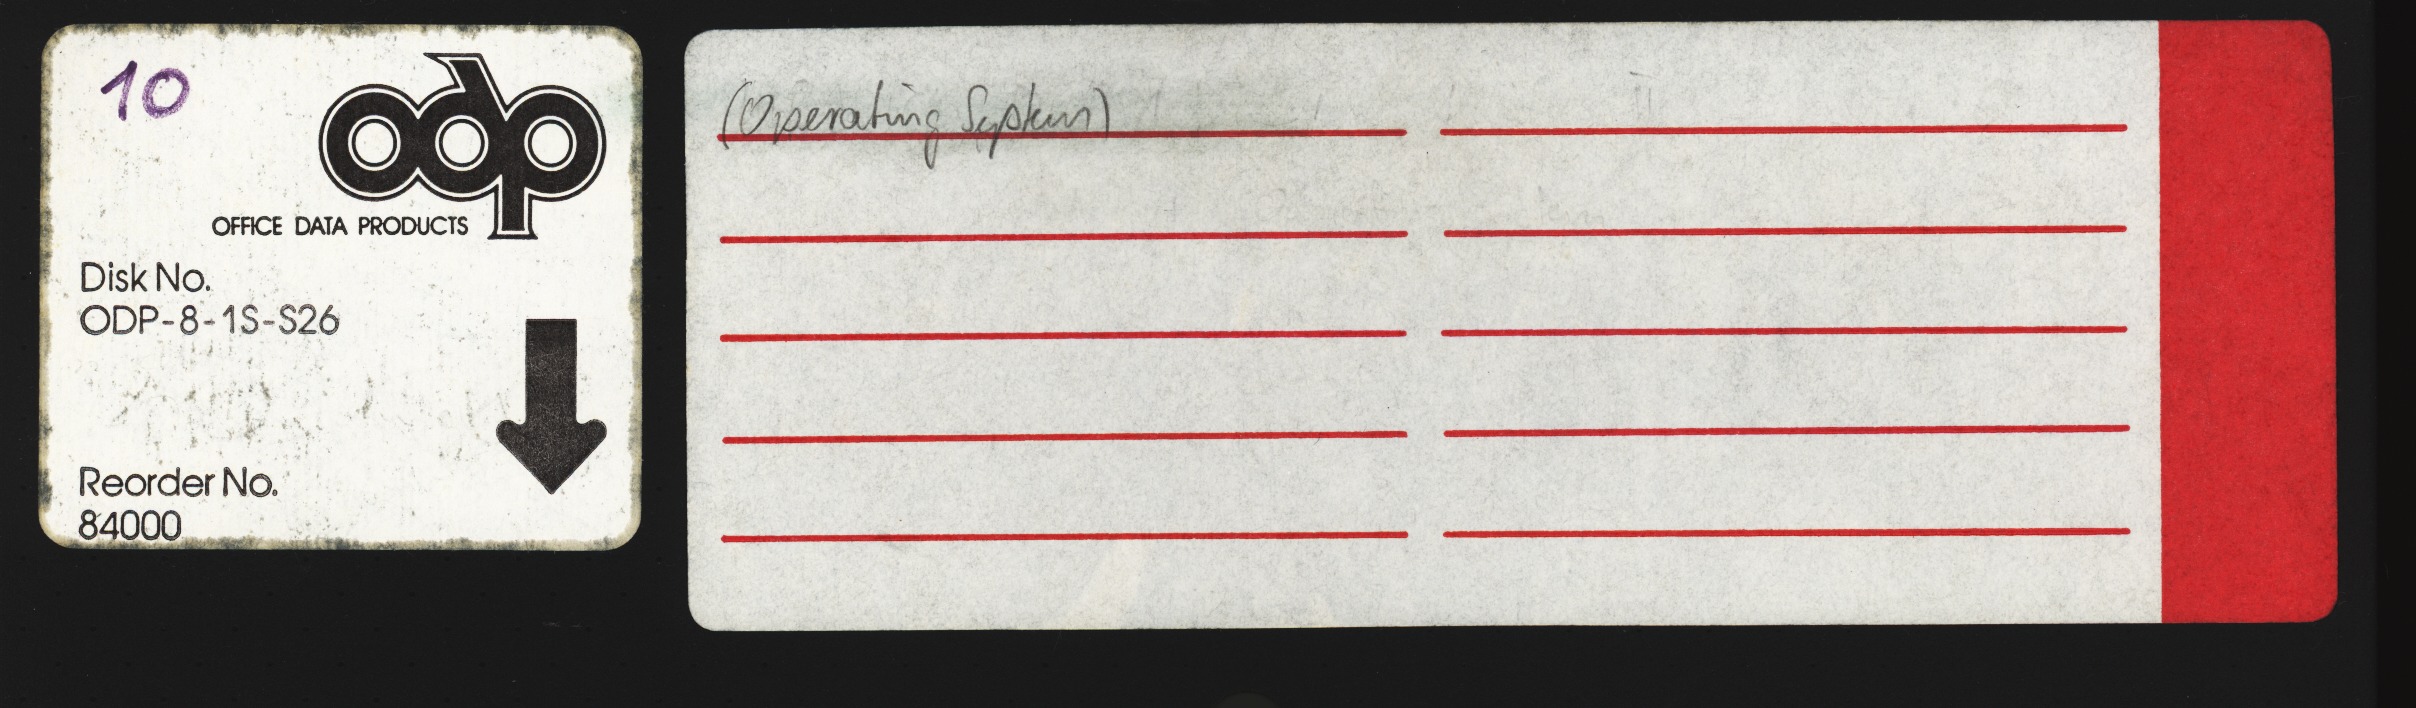 10
odp
OFFICE DATA PRODUCTS
Disk No.
ODP-8-1S-S26
Reorder No.
84000
(Operating System)